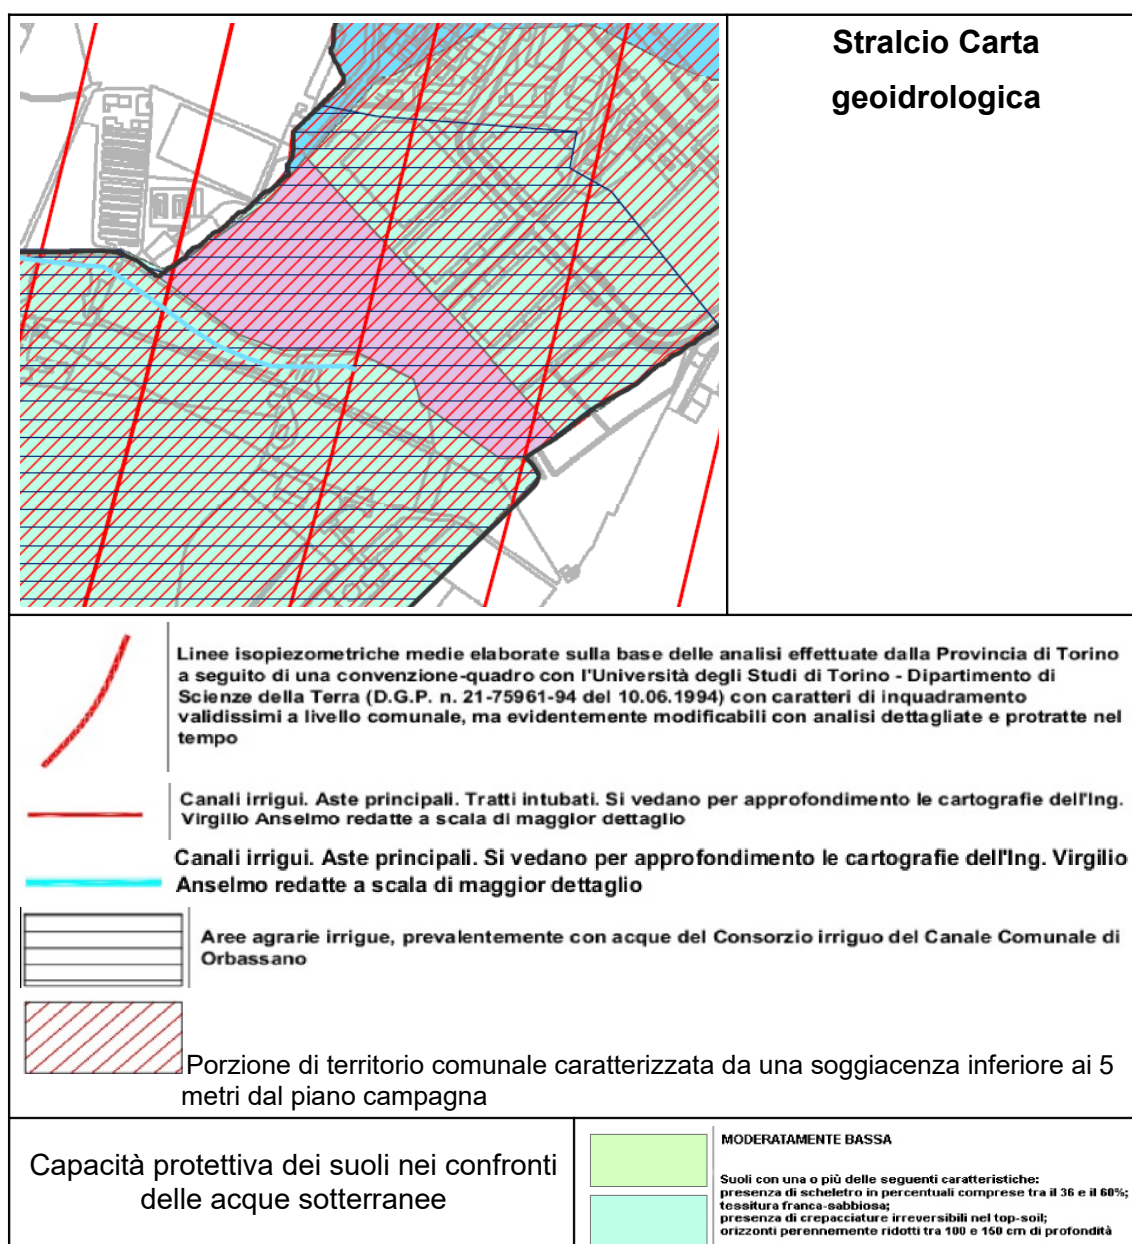 Stralcio Carta
geoidrologica
Linee isopiezometriche medie elaborate sulla base delle analisi effettuate dalla Provincia di Torino
a seguito di una convenzione-quadro con l'Università degli Studi di Torino - Dipartimento di
Scienze della Terra (D.G.P. n. 21-75961-94 del 10.06.1994) con caratteri di inquadramento
validissimi a livello comunale, ma evidentemente modificabili con analisi dettagliate e protratte nel
tempo
Canali irrigui. Aste principali. Tratti intubati. Si vedano per approfondimento le cartografie dell'Ing.
Virgilio Anselmo redatte a scala di maggior dettaglio
Canali irrigui. Aste principali. Si vedano per approfondimento le cartografie dell'Ing. Virgilio
Anselmo redatte a scala di maggior dettaglio
Aree agrarie irrigue, prevalentemente con acque del Consorzio irriguo del Canale Comunale di
Orbassano
Porzione di territorio comunale caratterizzata da una soggiacenza inferiore ai 5
metri dal piano campagna
Capacità protettiva dei suoli nei confronti
delle acque sotterranee
MODERATAMENTE BASSA
Suoli con una o più delle seguenti caratteristiche:
presenza di scheletro in percentuali comprese tra il 36 e il 60%;
tessitura franca-sabbiosa;
presenza di crepacciature irreversibili nel top-soil;
orizzonti perennemente ridotti tra 100 e 150 cm di profondità